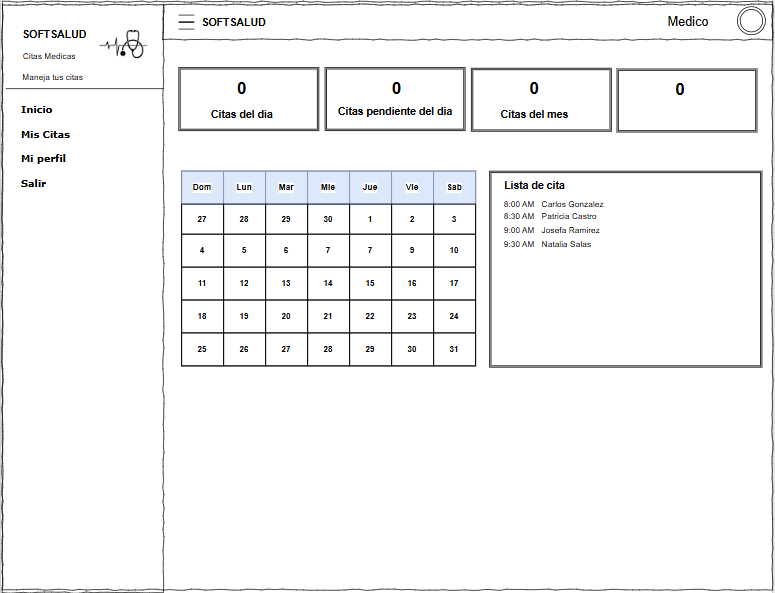 SOFTSALUD
Citas Medicas
Maneja tus citas
Inicio
Mis Citas
Mi perfil
Salir
SOFTSALUD
Medico
0
Citas del dia
0
Citas pendiente del dia
0
Citas del mes
0
Dom Lun Mar Mie Jue Vie Sab
27 28 29 30 1 2 3
4 5 6 7 7 9 10
11 12 13 14 15 16 17
18 19 20 21 22 23 24
25 26 27 28 29 30 31
Lista de cita
8:00 AM Carlos Gonzalez
8:30 AM Patricia Castro
9:00 AM Josefa Ramirez
9:30 AM Natalia Salas